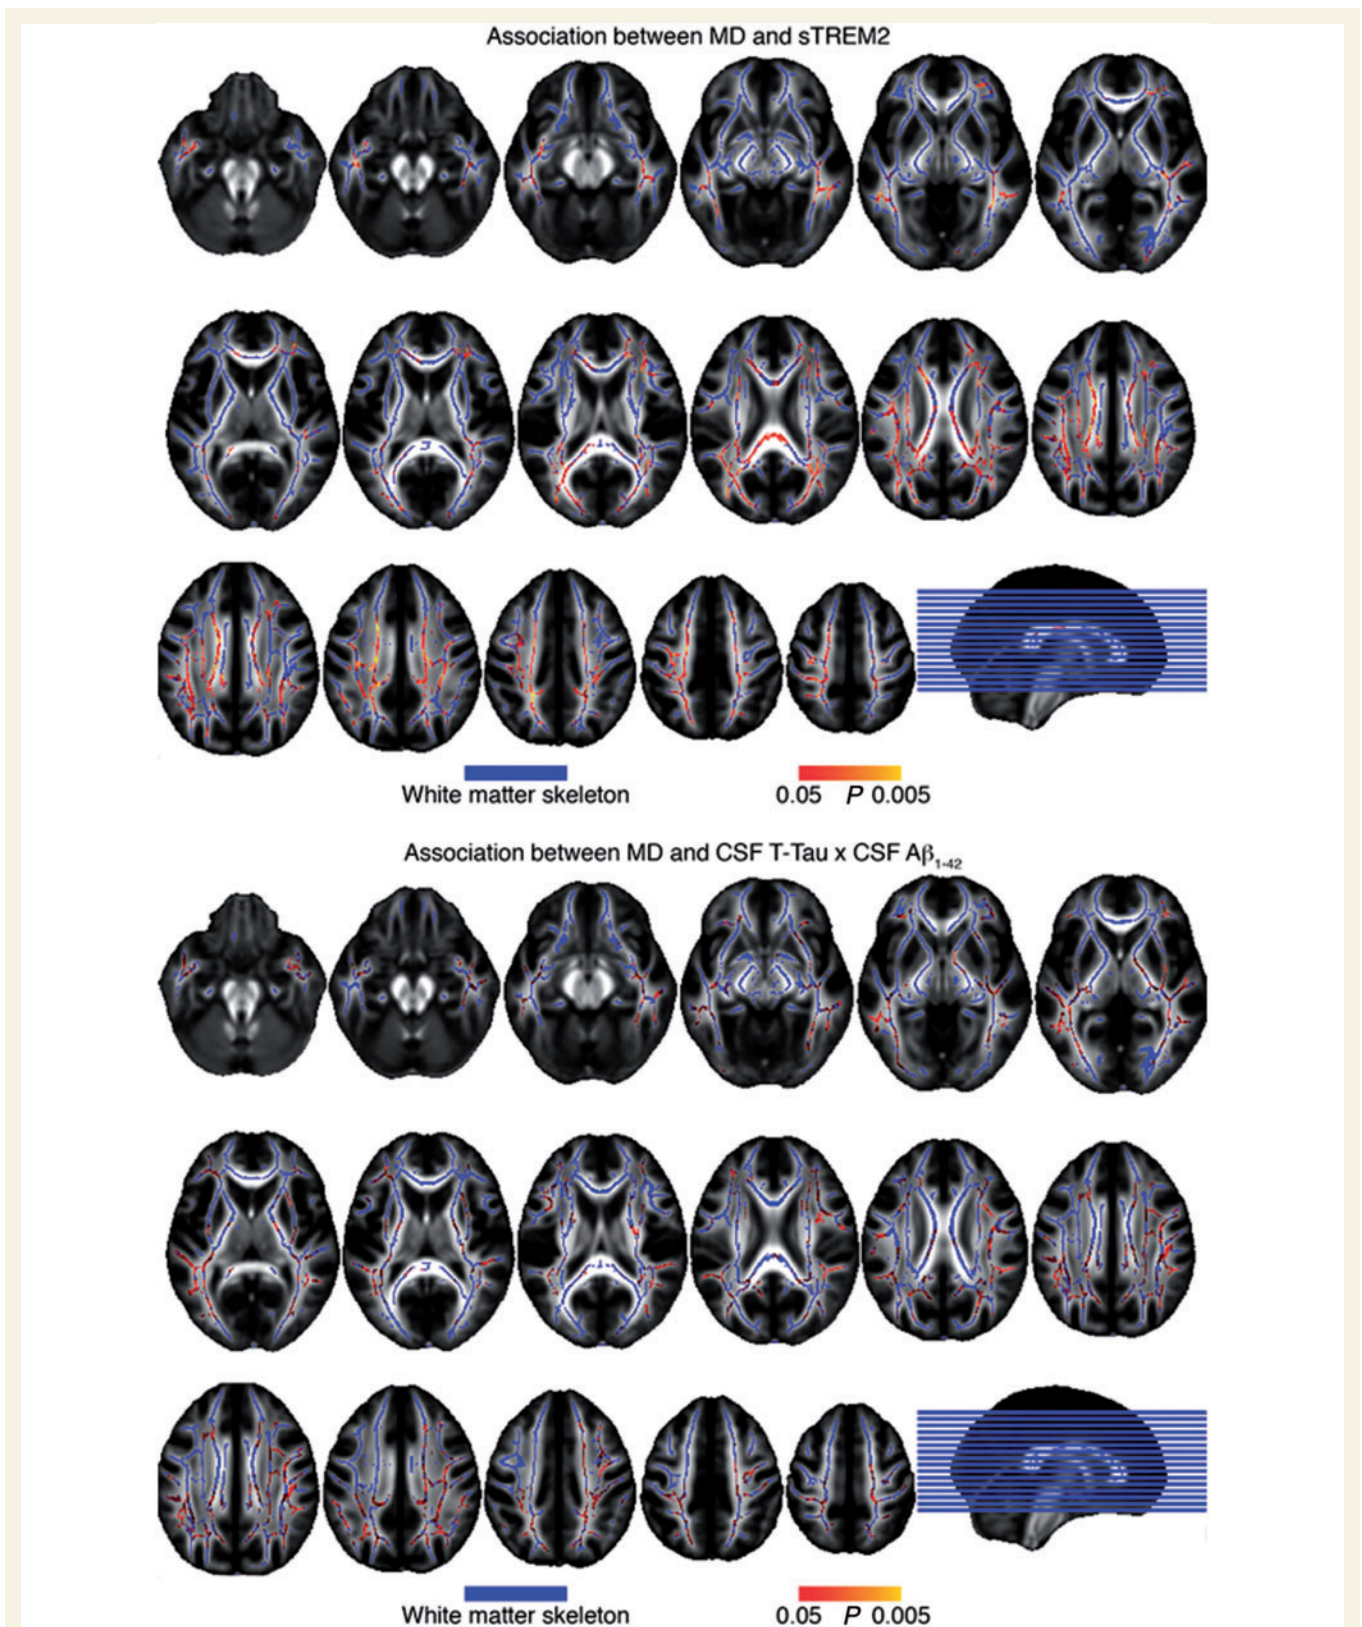 Association between MD and sTREM2
White matter skeleton
0.05 P 0.005
Association between MD and CSF T-Tau x CSF Aβ1-42
White matter skeleton
0.05 P 0.005